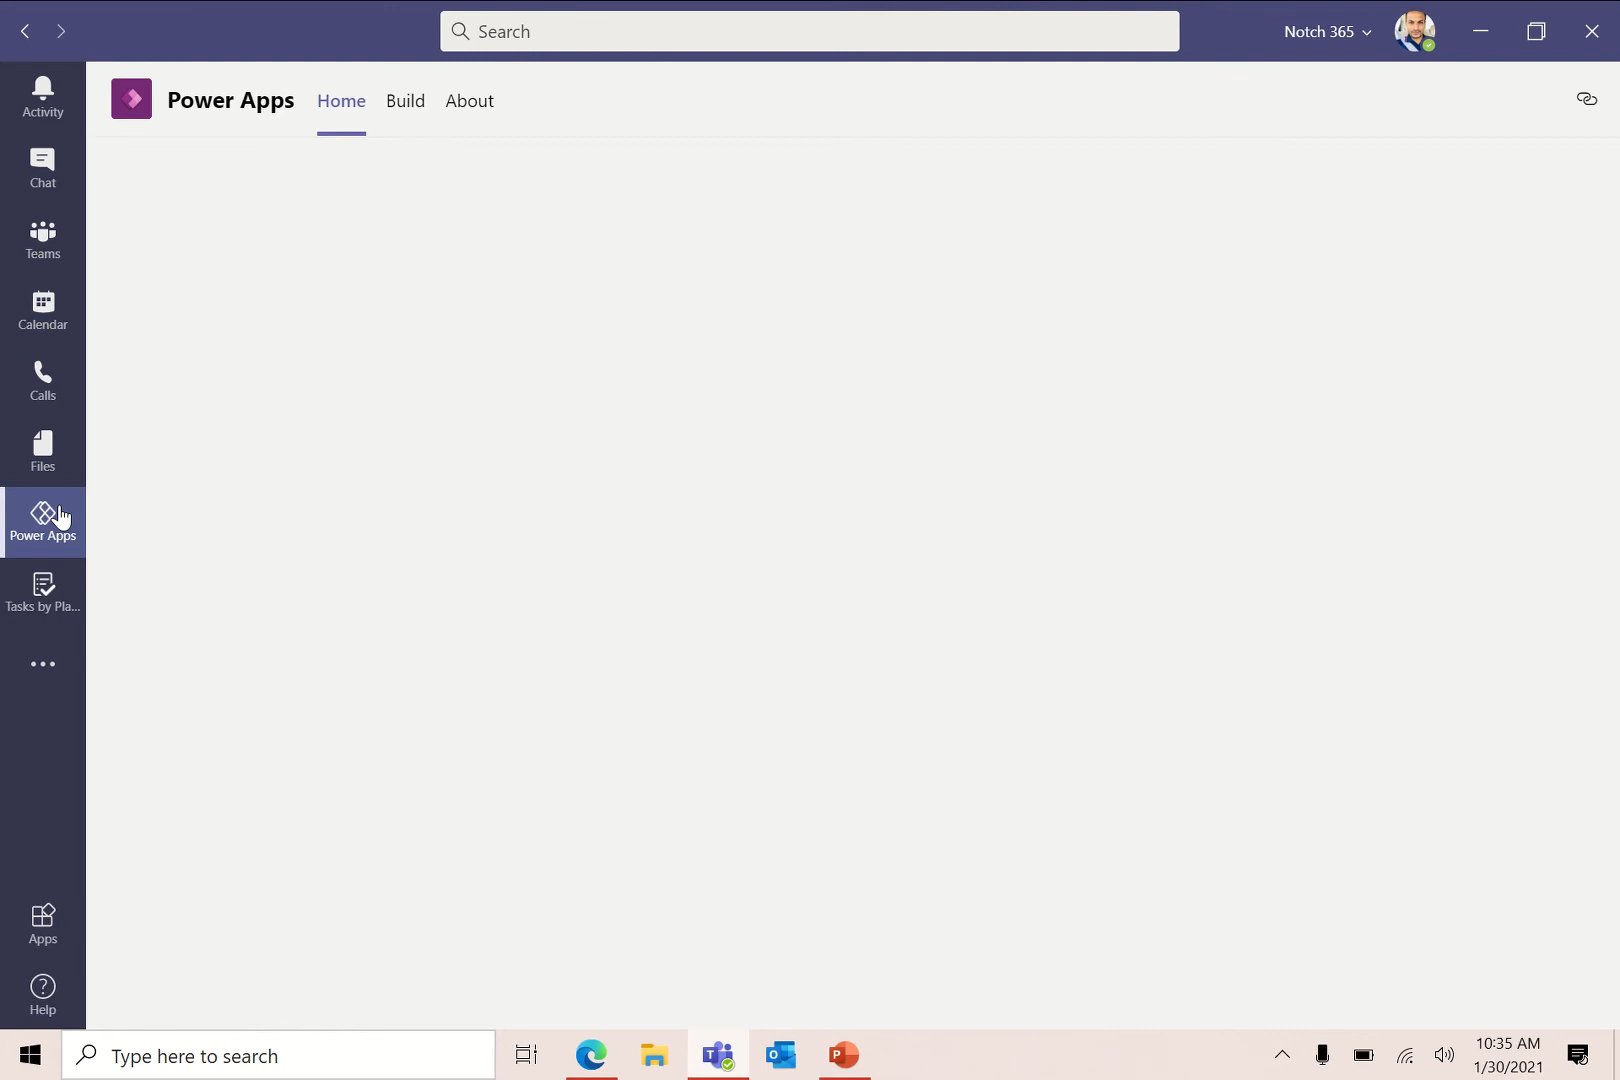 Search
Notch 365
Power Apps
Home
Build
About
Activity
Chat
Teams
Calendar
Calls
Files
Power Apps
Tasks by Pla...
Apps
Help
Type here to search
10:35 AM
1/30/2021